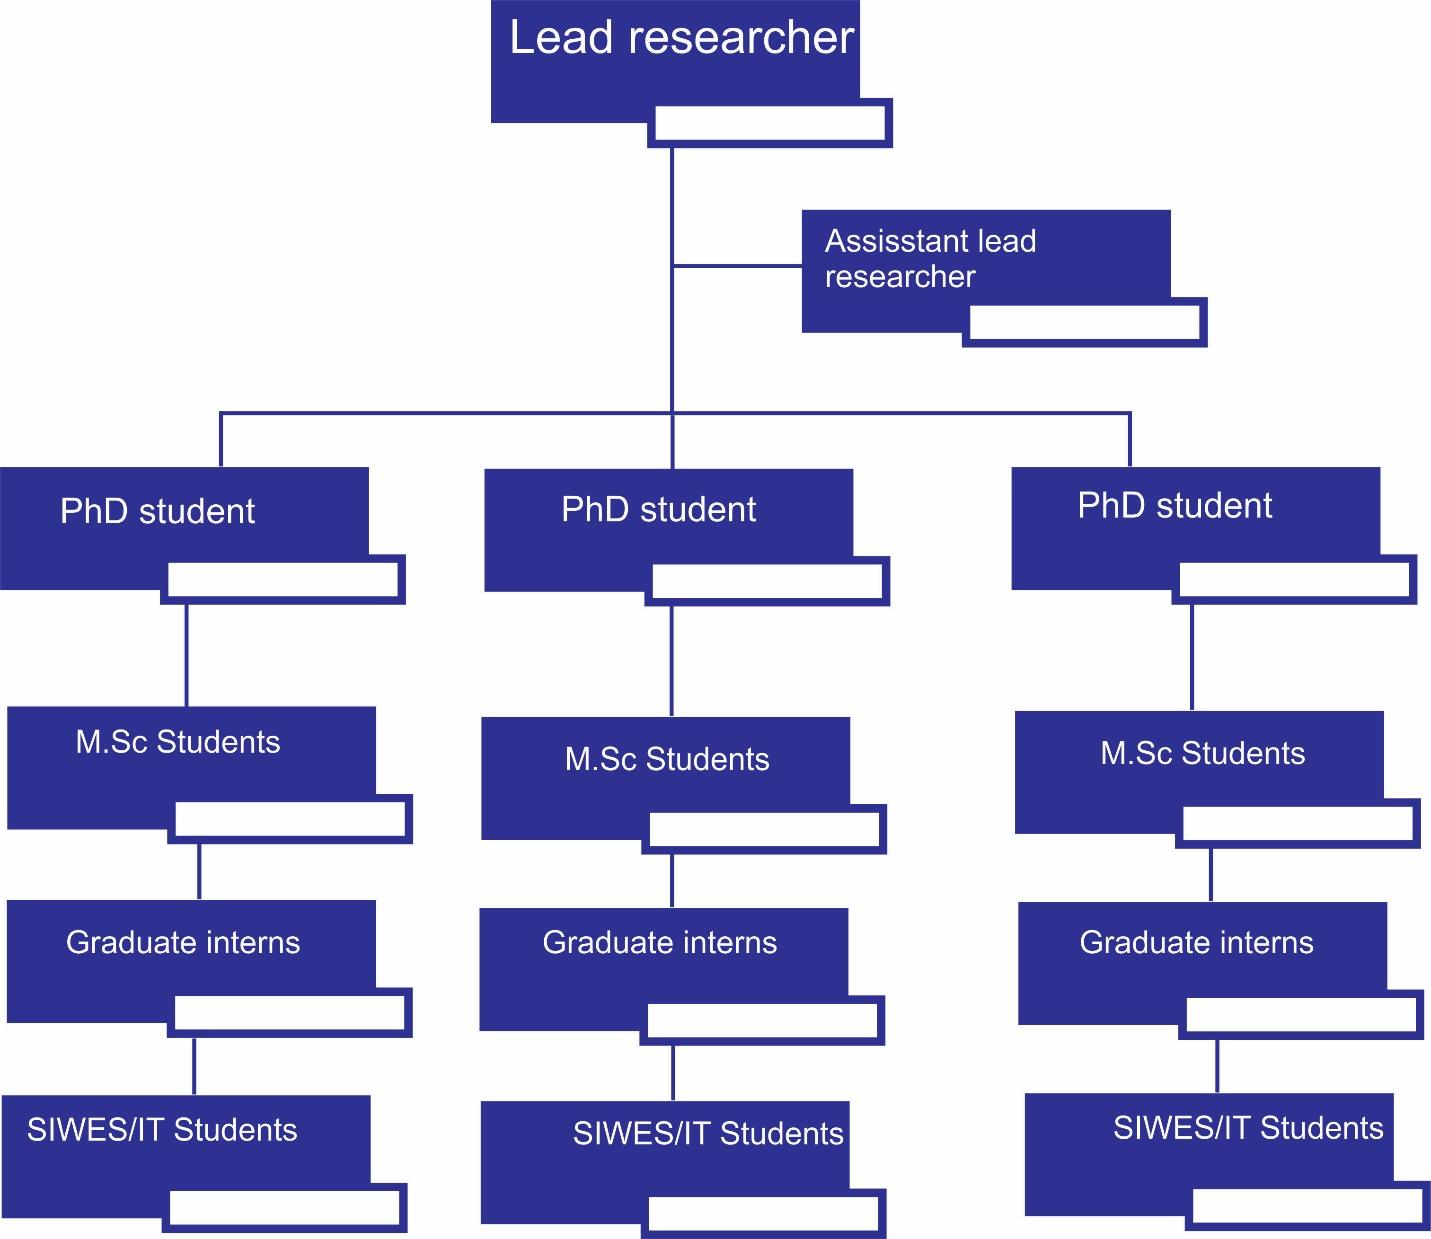 Lead researcher
Assisstant lead
researcher
PhD student
PhD student
PhD student
M.Sc Students
M.Sc Students
M.Sc Students
Graduate interns
Graduate interns
Graduate interns
SIWES/IT Students
SIWES/IT Students
SIWES/IT Students